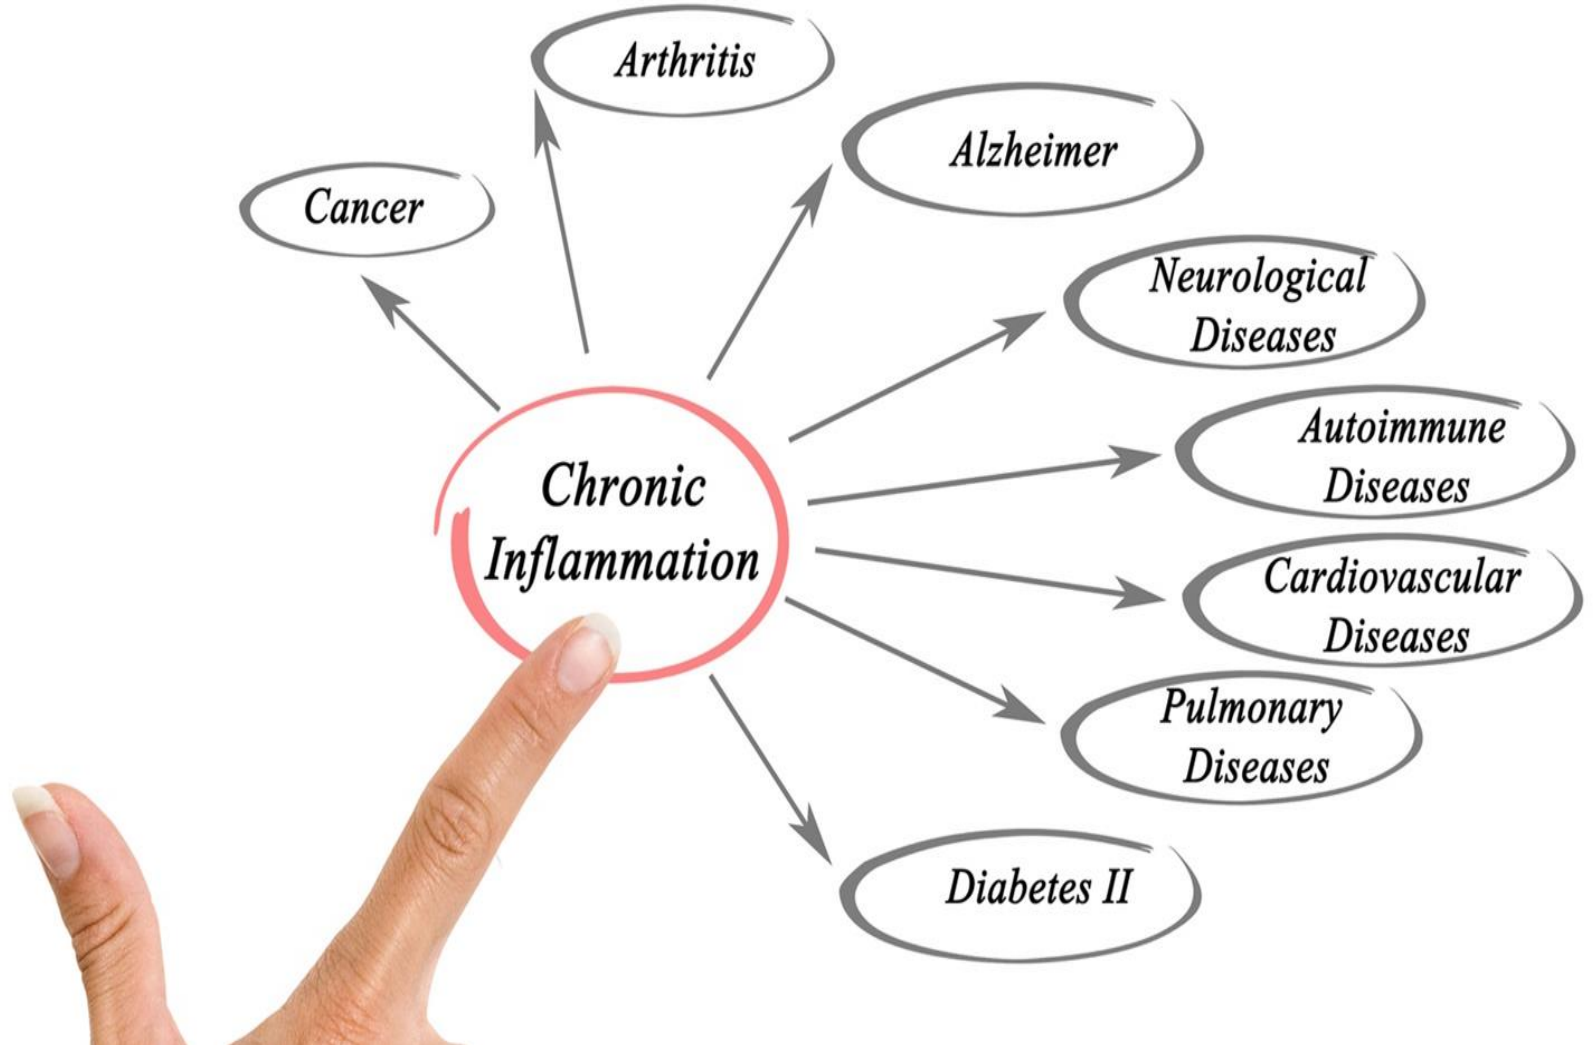 Arthritis
Alzheimer
Cancer
Neurological
Diseases
Autoimmune
Diseases
Chronic
Inflammation
Cardiovascular
Diseases
Pulmonary
Diseases
Diabetes II